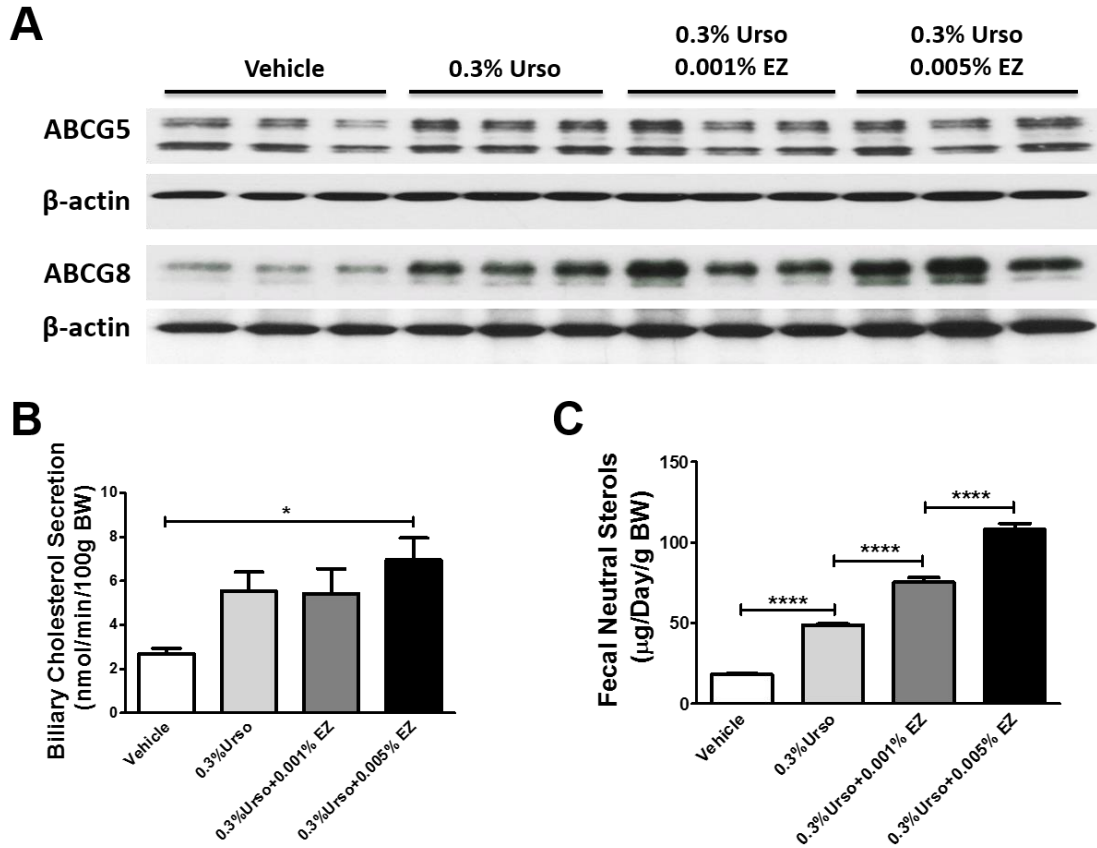 A
Vehicle
0.3% Urso
0.3% Urso
0.001% EZ
0.3% Urso
0.005% EZ
ABCG5
β-actin
ABCG8
β-actin
B
Biliary Cholesterol Secretion
(nmol/min/100g BW)
10
8
6
4
2
0
*
Vehicle
0.3%Urso
0.3%Urso+0.001% EZ
0.3%Urso+0.005% EZ
C
Fecal Neutral Sterols
(µg/Day/g BW)
150
100
50
0
****
****
****
Vehicle
0.3%Urso
0.3%Urso+0.001% EZ
0.3%Urso+0.005% EZ